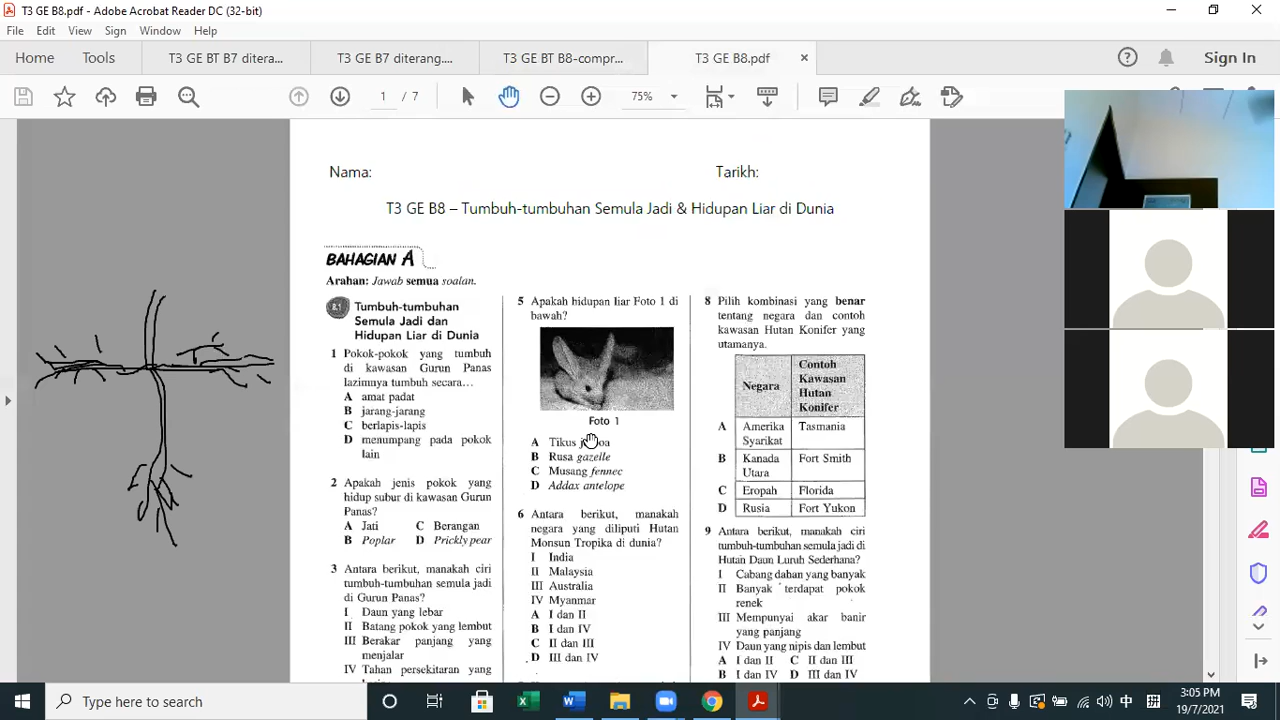 T3 GE B8.pdf - Adobe Acrobat Reader DC (32-bit)
File Edit View Sign Window Help
Home Tools T3 GE BT B7 ditera... T3 GE B7 diterang.... T3 GE BT B8-compr... T3 GE B8.pdf Sign In
1 / 7 75%
Nama: Tarikh:
T3 GE B8 – Tumbuh-tumbuhan Semula Jadi & Hidupan Liar di Dunia
BAHAGIAN A
Arahan: Jawab semua soalan.
8.1 Tumbuh-tumbuhan
Semula Jadi dan
Hidupan Liar di Dunia
1 Pokok-pokok yang tumbuh
di kawasan Gurun Panas
lazimnya tumbuh secara...
A amat padat
B jarang-jarang
C berlapis-lapis
D menumpang pada pokok
lain
2 Apakah jenis pokok yang
hidup subur di kawasan Gurun
Panas?
A Jati C Berangan
B Poplar D Prickly pear
3 Antara berikut, manakah ciri
tumbuh-tumbuhan semula jadi
di Gurun Panas?
I Daun yang lebar
II Batang pokok yang lembut
III Berakar panjang yang
menjalar
IV Tahan persekitaran yang
5 Apakah hidupan liar Foto 1 di
bawah?
Foto 1
A Tikus
B Rusa gazelle
C Musang fennec
D Addax antelope
6 Antara berikut, manakah
negara yang diliputi Hutan
Monsun Tropika di dunia?
I India
II Malaysia
III Australia
IV Myanmar
A I dan II
B I dan IV
C II dan III
D III dan IV
8 Pilih kombinasi yang benar
tentang negara dan contoh
kawasan Hutan Konifer yang
utamanya.
Negara Contoh
Kawasan
Hutan
Konifer
A Amerika Tasmania
Syarikat
B Kanada Fort Smith
Utara
C Eropah Florida
D Rusia Fort Yukon
9 Antara berikut, manakah ciri
tumbuh-tumbuhan semula jadi di
Hutan Daun Luruh Sederhana?
I Cabang dahan yang banyak
II Banyak terdapat pokok
renek
III Mempunyai akar banir
yang panjang
IV Daun yang nipis dan lembut
A I dan II C II dan III
B I dan IV D III dan IV
Type here to search
中
拼
3:05 PM
19/7/2021